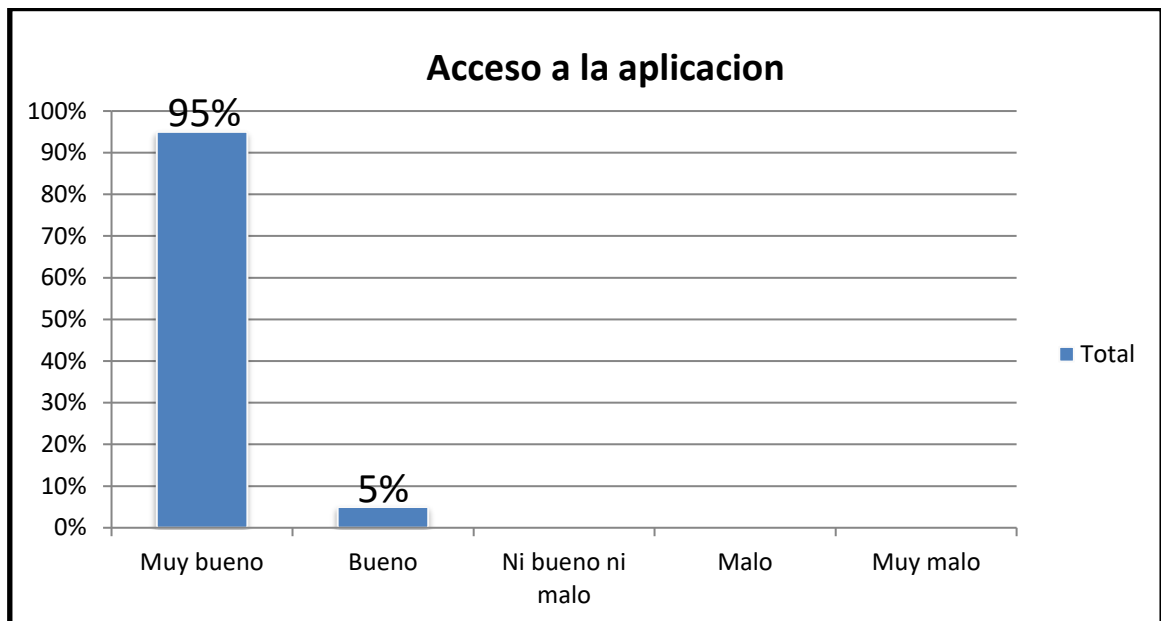 Acceso a la aplicacion
100%
90%
80%
70%
60%
50%
40%
30%
20%
10%
0%
95%
5%
Muy bueno
Bueno
Ni bueno ni
malo
Malo
Muy malo
Total